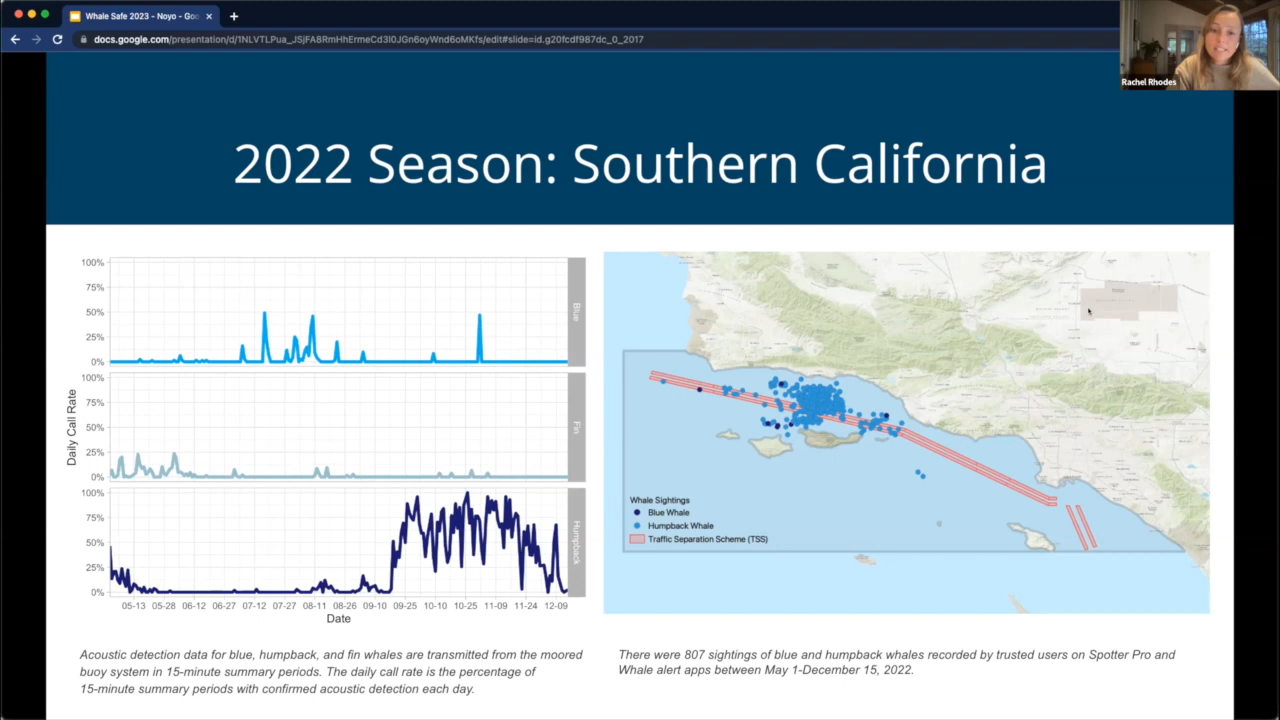 Whale Safe 2023 - Noyo - Goo
docs.google.com/presentation/d/1NLVTLPua_JSjFA8RmHhErmeCd3l0JGn6oyWnd6oMKfs/edit#slide=id.g20fcdf987dc_0_2017
Rachel Rhodes
2022 Season: Southern California
100%
75%
50%
25%
0%
Blue
100%
75%
50%
25%
0%
Fin
100%
75%
50%
25%
0%
Humpback
Daily Call Rate
05-13 05-28 06-12 06-27 07-12 07-27 08-11 08-26 09-10 09-25 10-10 10-25 11-09 11-24 12-09
Date
Whale Sightings
Blue Whale
Humpback Whale
Traffic Separation Scheme (TSS)
Acoustic detection data for blue, humpback, and fin whales are transmitted from the moored
buoy system in 15-minute summary periods. The daily call rate is the percentage of
15-minute summary periods with confirmed acoustic detection each day.
There were 807 sightings of blue and humpback whales recorded by trusted users on Spotter Pro and
Whale alert apps between May 1-December 15, 2022.